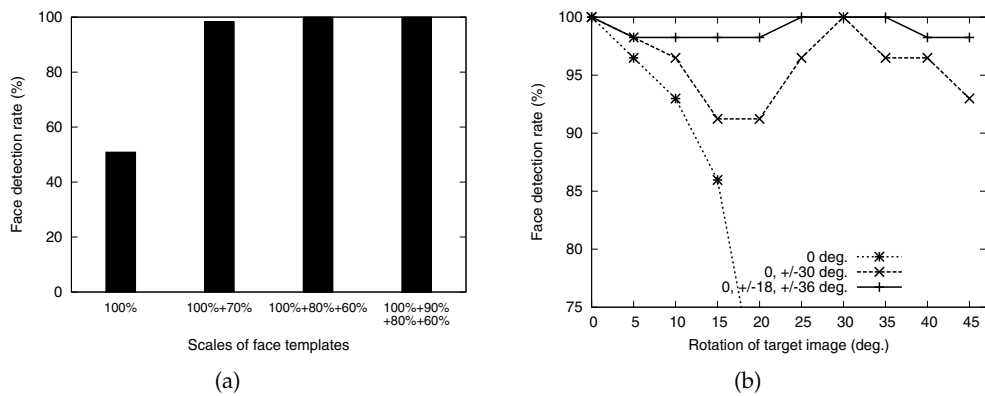 100
80
60
40
20
0
Face detection rate (%)
100%
100%+70%
100%+80%+60%
100%+90%
+80%+60%
Scales of face templates
(a)
100
95
90
85
80
75
Face detection rate (%)
0 deg.
0, +/-30 deg.
0, +/-18, +/-36 deg.
0 5 10 15 20 25 30 35 40 45
Rotation of target image (deg.)
(b)